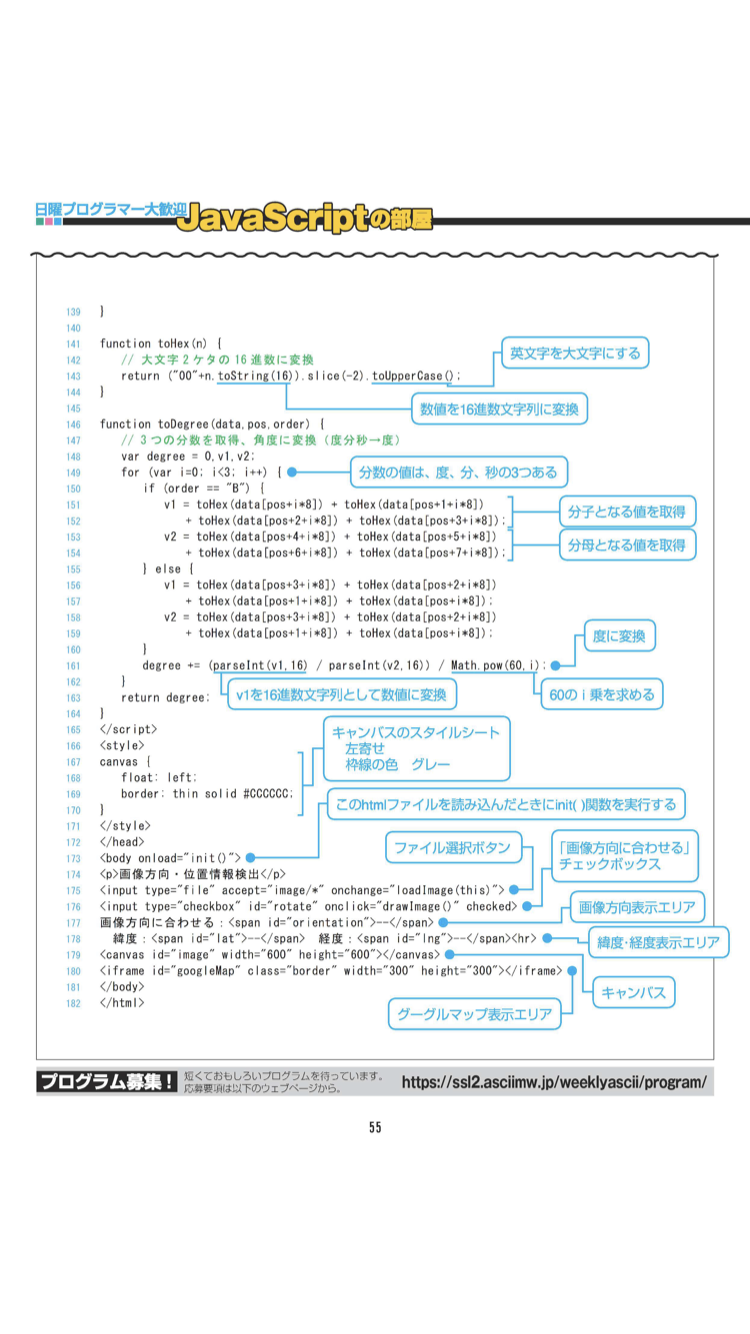 日曜プログラマー大歓迎
JavaScriptの部屋
139 }
140
141 function toHex(n) {
142 // 大文字2ケタの16進数に変換
143 return ("00"+n.toString(16)).slice(-2).toUpperCase();
144 }
145
146 function toDegree(data,pos,order) {
147 // 3つの分数を取得、角度に変換（度分秒→度）
148 var degree = 0,v1,v2;
149 for (var i=0; i<3; i++) {
150 if (order == "B") {
151 v1 = toHex(data[pos+i*8]) + toHex(data[pos+1+i*8])
152 + toHex(data[pos+2+i*8]) + toHex(data[pos+3+i*8]);
153 v2 = toHex(data[pos+4+i*8]) + toHex(data[pos+5+i*8])
154 + toHex(data[pos+6+i*8]) + toHex(data[pos+7+i*8]);
155 } else {
156 v1 = toHex(data[pos+3+i*8]) + toHex(data[pos+2+i*8])
157 + toHex(data[pos+1+i*8]) + toHex(data[pos+i*8]);
158 v2 = toHex(data[pos+3+i*8]) + toHex(data[pos+2+i*8])
159 + toHex(data[pos+1+i*8]) + toHex(data[pos+i*8]);
160 }
161 degree += (parseInt(v1,16) / parseInt(v2,16)) / Math.pow(60,i);
162 }
163 return degree;
164 }
165 </script>
166 <style>
167 canvas {
168 float: left;
169 border: thin solid #CCCCCC;
170 }
171 </style>
172 </head>
173 <body onload="init()">
174 <p>画像方向・位置情報検出</p>
175 <input type="file" accept="image/*" onchange="loadImage(this)">
176 <input type="checkbox" id="rotate" onclick="drawImage()" checked>
177 画像方向に合わせる：<span id="orientation">--</span>
178 緯度：<span id="lat">--</span> 経度：<span id="lng">--</span><hr>
179 <canvas id="image" width="600" height="600"></canvas>
180 <iframe id="googleMap" class="border" width="300" height="300"></iframe>
181 </body>
182 </html>
英文字を大文字にする
数値を16進数文字列に変換
分数の値は、度、分、秒の3つある
分子となる値を取得
分母となる値を取得
度に変換
v1を16進数文字列として数値に変換
60のi乗を求める
キャンバスのスタイルシート
左寄せ
枠線の色 グレー
このhtmlファイルを読み込んだときにinit( )関数を実行する
ファイル選択ボタン
「画像方向に合わせる」
チェックボックス
画像方向表示エリア
緯度・経度表示エリア
キャンバス
グーグルマップ表示エリア
プログラム募集！
短くておもしろいプログラムを待っています。
応募要項は以下のウェブページから。
https://ssl2.asciimw.jp/weeklyascii/program/
55